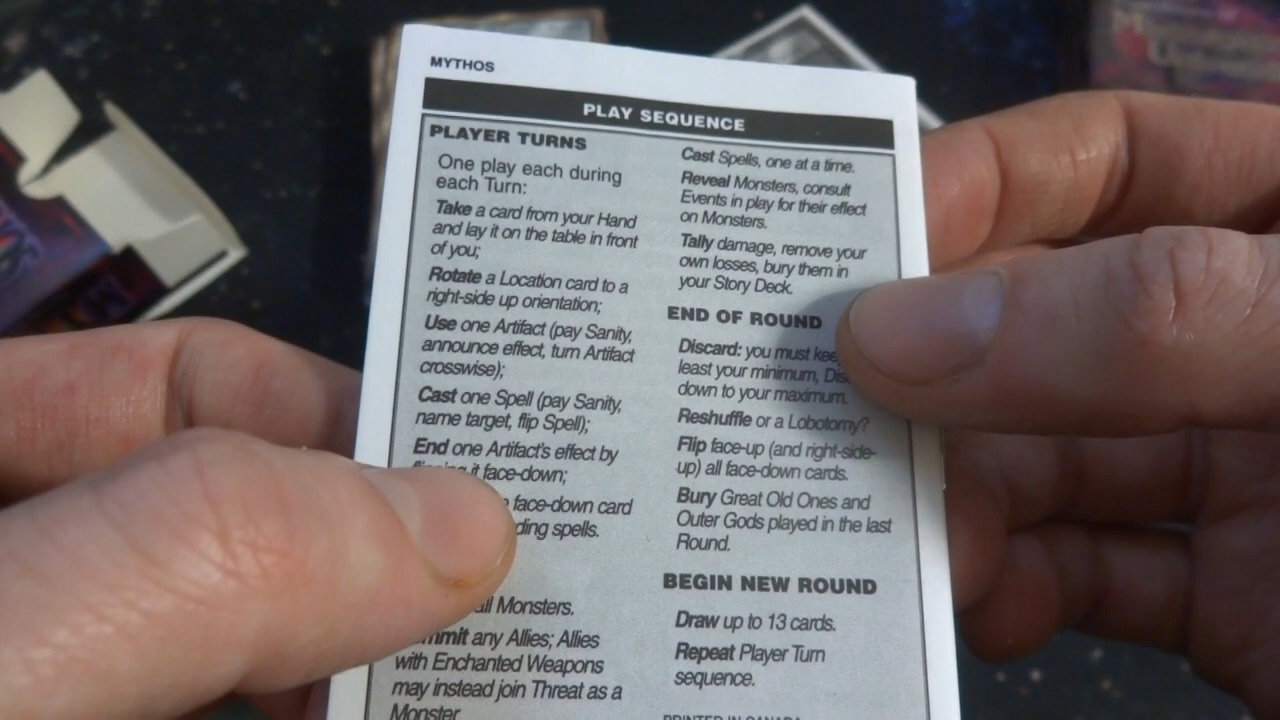 MYTHOS
PLAY SEQUENCE
PLAYER TURNS
One play each during
each Turn:
Take a card from your Hand
and lay it on the table in front
of you;
Rotate a Location card to a
right-side up orientation;
Use one Artifact (pay Sanity,
announce effect, turn Artifact
crosswise);
Cast one Spell (pay Sanity,
name target, flip Spell);
End one Artifact's effect by
it face-down;
face-down card
spells.
all Monsters.
any Allies; Allies
with Enchanted Weapons
may instead join Threat as a
Monster
Cast Spells, one at a time.
Reveal Monsters, consult
Events in play for their effect
on Monsters.
Tally damage, remove your
own losses, bury them in
your Story Deck.
END OF ROUND
Discard: you must
least your minimum,
down to your maximum.
Reshuffle or a Lobotomy?
Flip face-up (and right-side-
up) all face-down cards.
Bury Great Old Ones and
Outer Gods played in the last
Round.
BEGIN NEW ROUND
Draw up to 13 cards.
Repeat Player Turn
sequence.
PRINTED IN CANADA